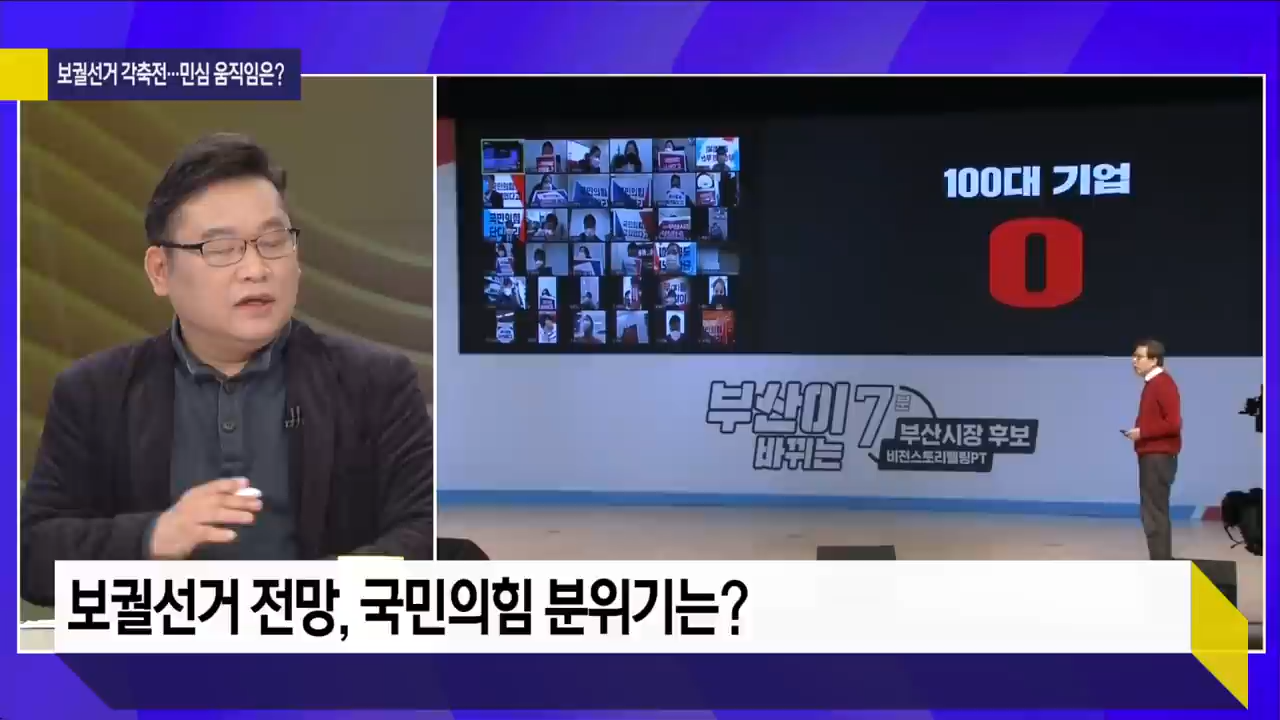 보궐선거 각축전…민심 움직임은?
100대 기업
0
부산이
바뀌는
7분
부산시장 후보
비전스토리텔링PT
보궐선거 전망, 국민의힘 분위기는?